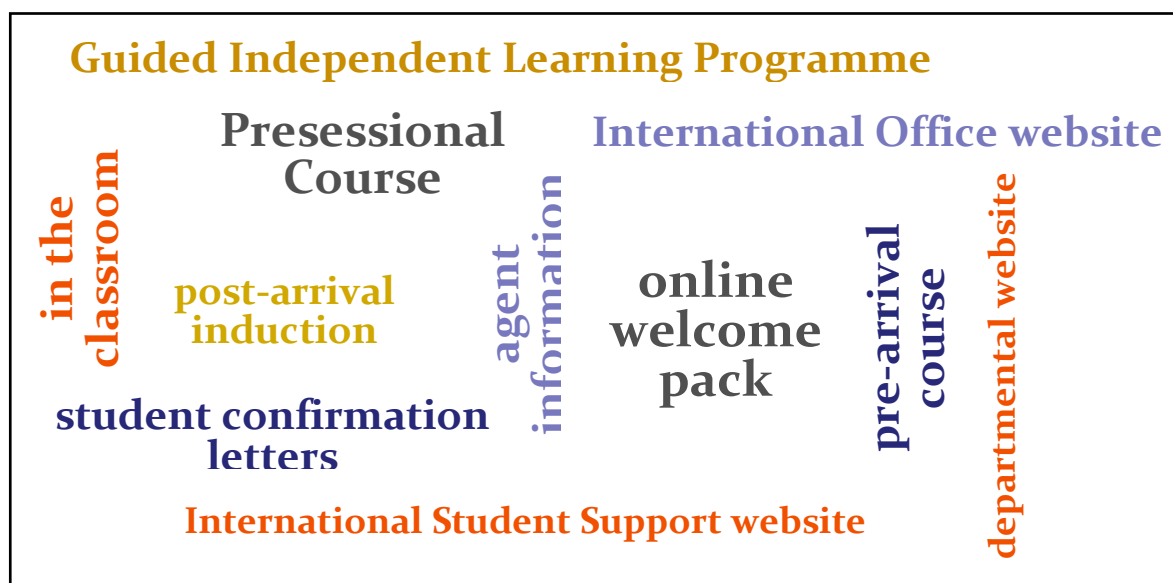 Guided Independent Learning Programme
Presessional
Course
International Office website
in the
classroom
post-arrival
induction
agent
information
online
welcome
pack
pre-arrival
course
departmental website
student confirmation
letters
International Student Support website